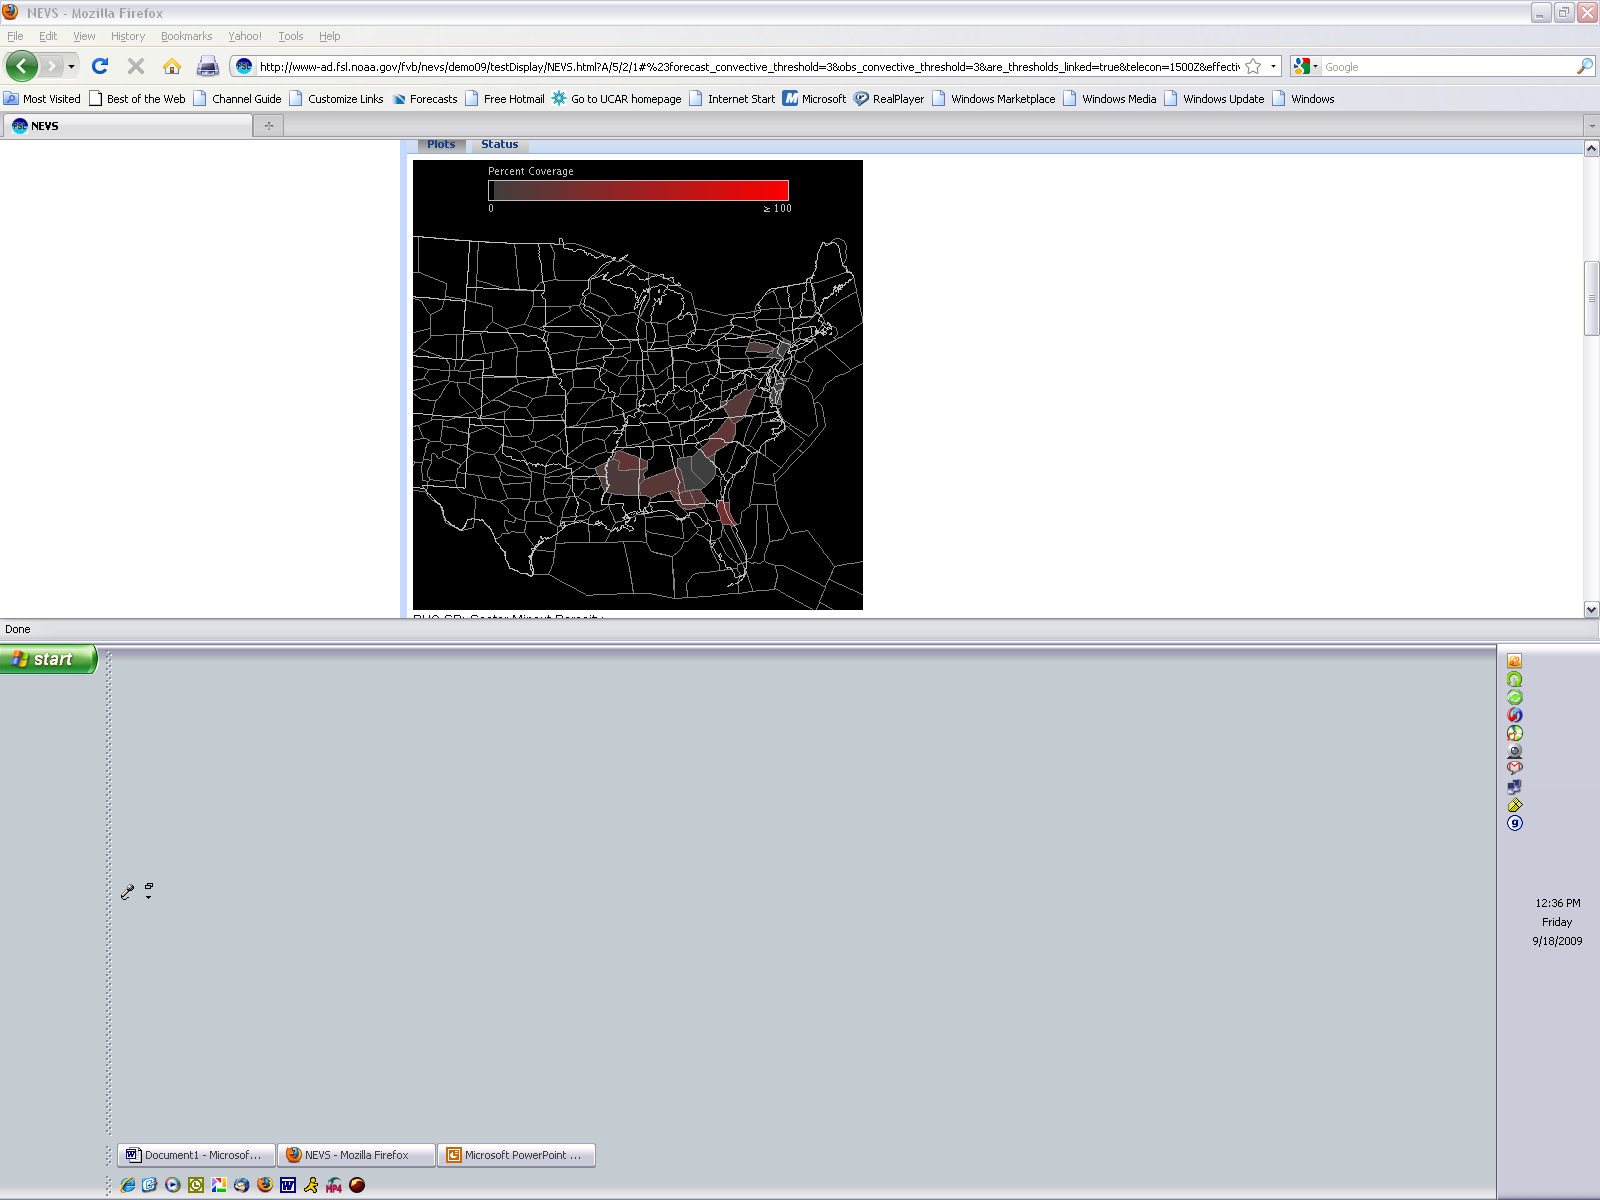 NEVS - Mozilla Firefox
File Edit View History Bookmarks Yahoo! Tools Help
http://www-ad.fsl.noaa.gov/fvb/nevs/demo09/testDisplay/NEVS.html?A/5/2/1#%23forecast_convective_threshold=3&obs_convective_threshold=3&are_thresholds_linked=true&telecon=1500Z&effectiv
Google
Most Visited Best of the Web Channel Guide Customize Links Forecasts Free Hotmail Go to UCAR homepage Internet Start Microsoft RealPlayer Windows Marketplace Windows Media Windows Update Windows
NEVS
Plots Status
Percent Coverage
0 ≥ 100
Done
start
12:36 PM
Friday
9/18/2009
Document1 - Microsof... NEVS - Mozilla Firefox Microsoft PowerPoint ...
MP4